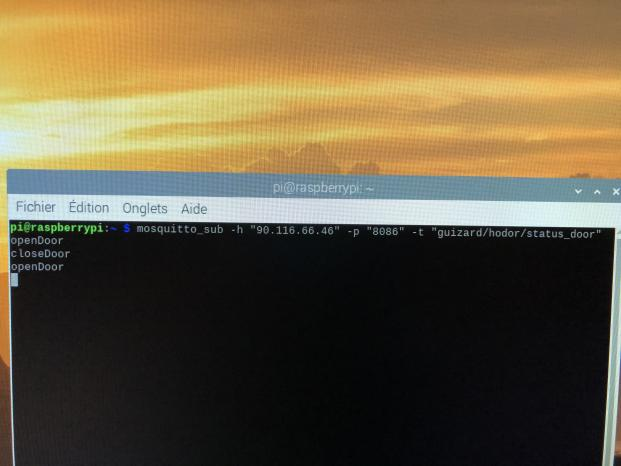 pi@raspberrypi: ~
Fichier Édition Onglets Aide
pi@raspberrypi:~ $ mosquitto_sub -h "90.116.66.46" -p "8086" -t "guizard/hodor/status_door"
openDoor
closeDoor
openDoor